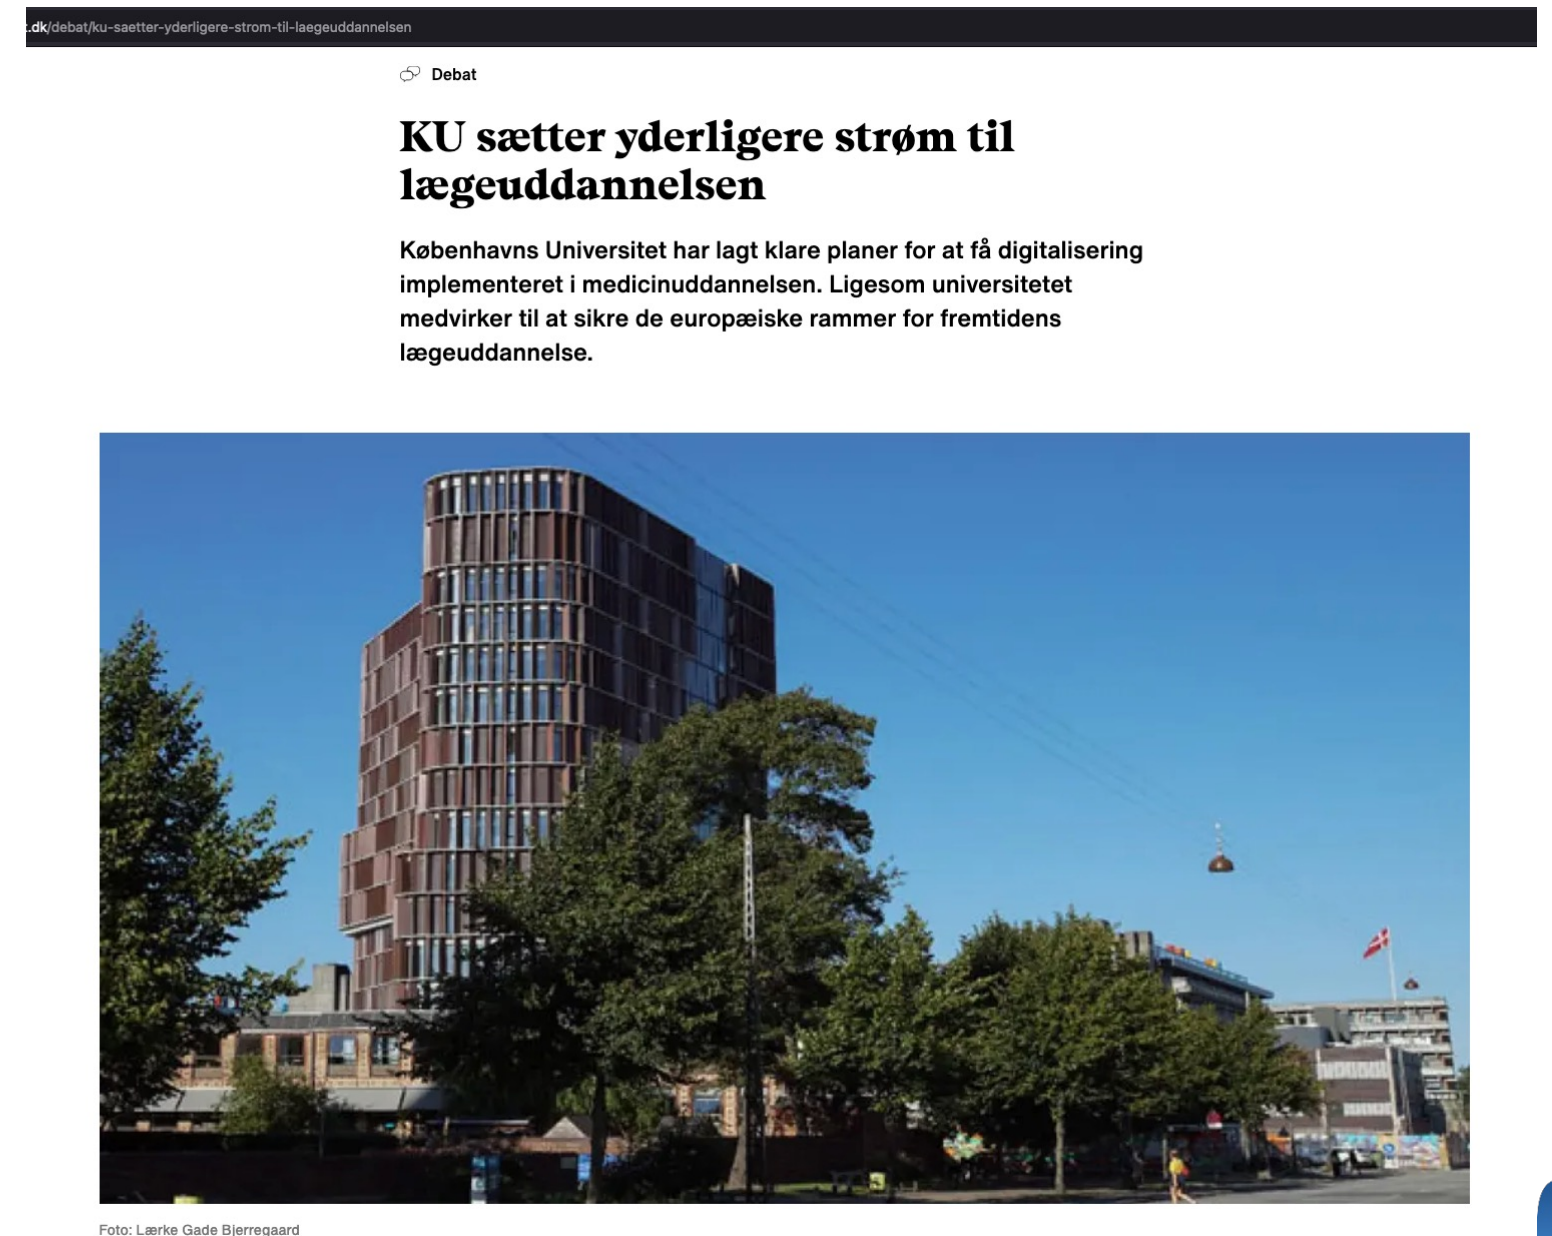 .dk/debat/ku-saetter-yderligere-strom-til-laegeuddannelsen
Debat
KU sætter yderligere strøm til
lægeuddannelsen
Københavns Universitet har lagt klare planer for at få digitalisering
implementeret i medicinuddannelsen. Ligesom universitetet
medvirker til at sikre de europæiske rammer for fremtidens
lægeuddannelse.
Foto: Lærke Gade Bjerregaard